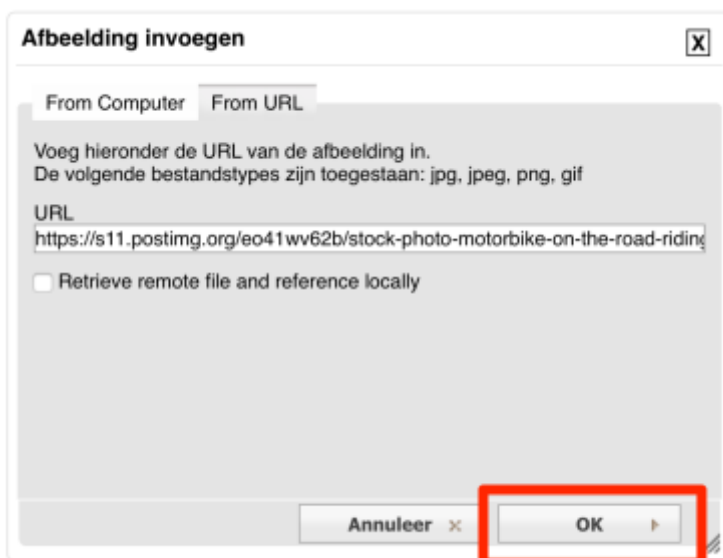 Afbeelding invoegen
X
From Computer From URL
Voeg hieronder de URL van de afbeelding in.
De volgende bestandstypes zijn toegestaan: jpg, jpeg, png, gif
URL
https://s11.postimg.org/eo41wv62b/stock-photo-motorbike-on-the-road-riding
Retrieve remote file and reference locally
Annuleer x OK